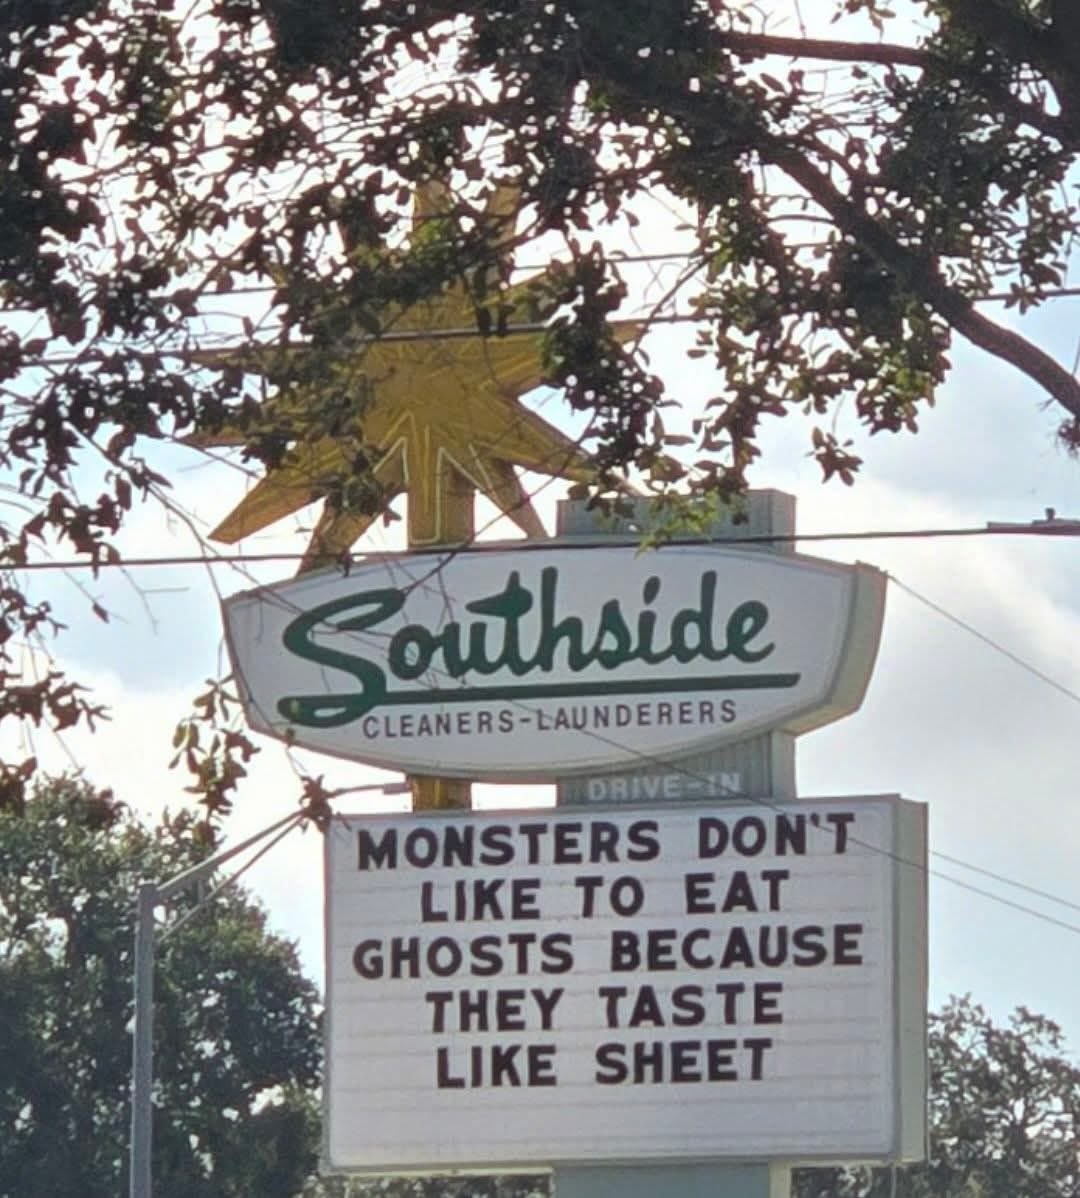 Southside
CLEANERS-LAUNDERERS
DRIVE-IN
MONSTERS DON'T
LIKE TO EAT
GHOSTS BECAUSE
THEY TASTE
LIKE SHEET